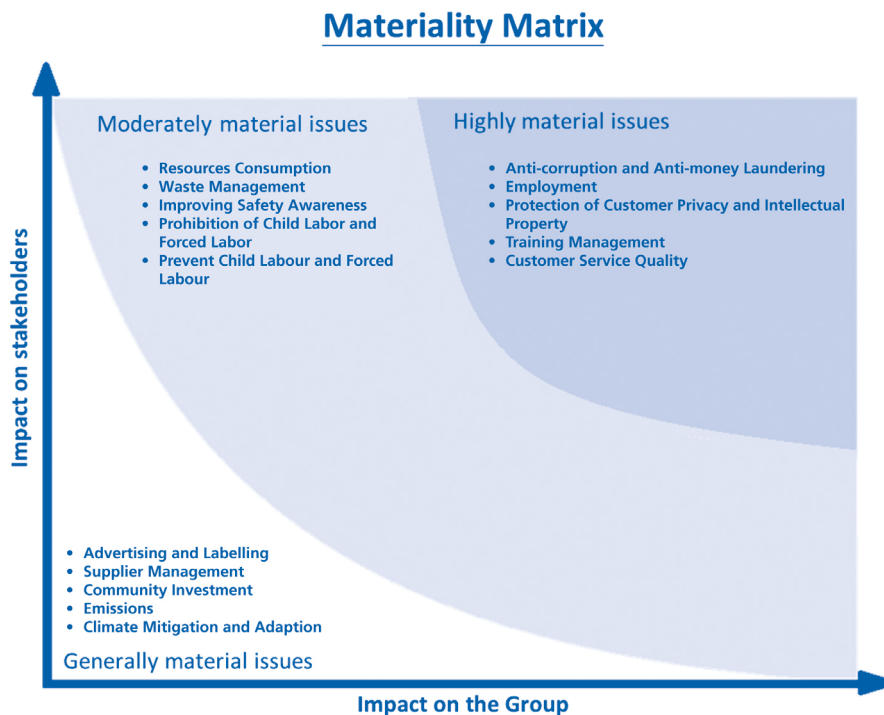 Materiality Matrix
Impact on stakeholders
Moderately material issues
• Resources Consumption
• Waste Management
• Improving Safety Awareness
• Prohibition of Child Labor and
Forced Labor
• Prevent Child Labour and Forced
Labour
Highly material issues
• Anti-corruption and Anti-money Laundering
• Employment
• Protection of Customer Privacy and Intellectual
Property
• Training Management
• Customer Service Quality
• Advertising and Labelling
• Supplier Management
• Community Investment
• Emissions
• Climate Mitigation and Adaption
Generally material issues
Impact on the Group